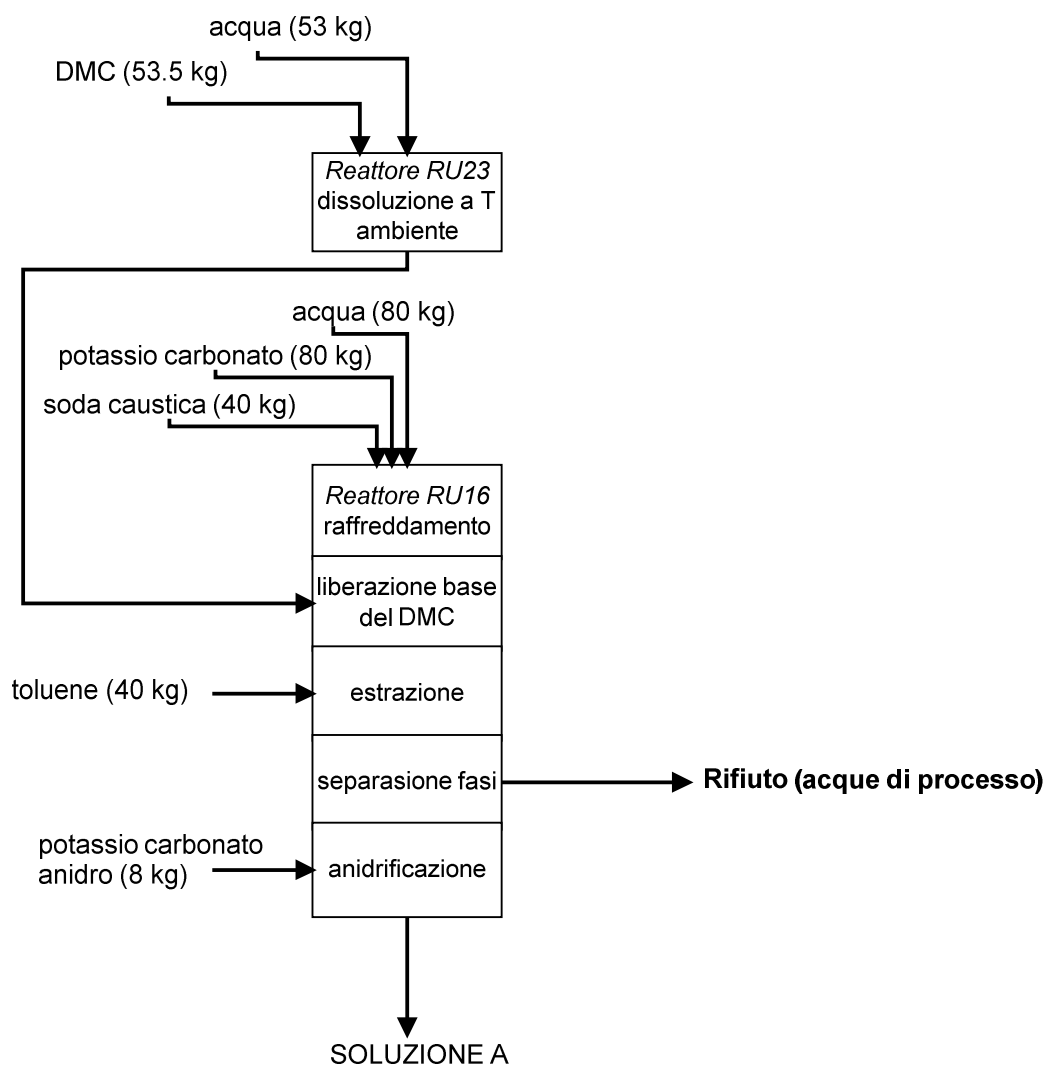 acqua (53 kg)
DMC (53.5 kg)
Reattore RU23
dissoluzione a T
ambiente
acqua (80 kg)
potassio carbonato (80 kg)
soda caustica (40 kg)
Reattore RU16
raffreddamento
liberazione base
del DMC
toluene (40 kg)
estrazione
separasione fasi
Rifiuto (acque di processo)
potassio carbonato
anidro (8 kg)
anidrificazione
SOLUZIONE A